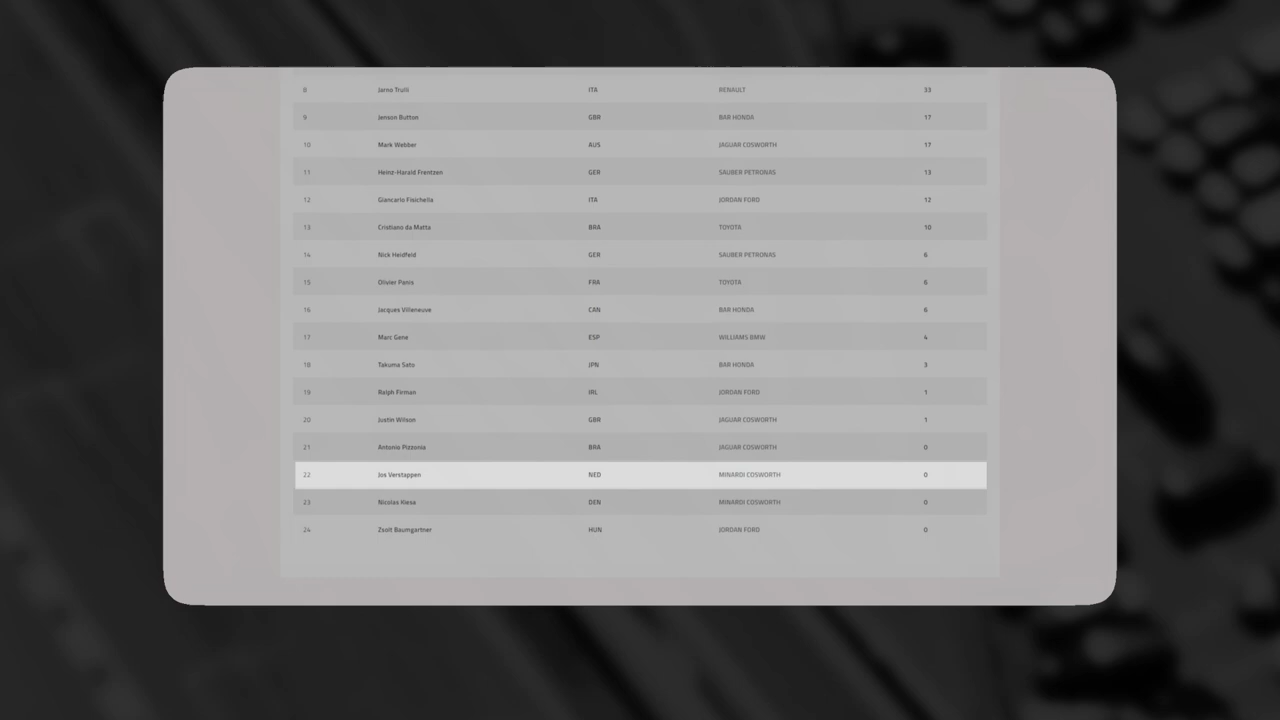 8 Jarno Trulli ITA RENAULT 33
9 Jenson Button GBR BAR HONDA 17
10 Mark Webber AUS JAGUAR COSWORTH 17
11 Heinz-Harald Frentzen GER SAUBER PETRONAS 13
12 Giancarlo Fisichella ITA JORDAN FORD 12
13 Cristiano da Matta BRA TOYOTA 10
14 Nick Heidfeld GER SAUBER PETRONAS 6
15 Olivier Panis FRA TOYOTA 6
16 Jacques Villeneuve CAN BAR HONDA 6
17 Marc Gene ESP WILLIAMS BMW 4
18 Takuma Sato JPN BAR HONDA 3
19 Ralph Firman IRL JORDAN FORD 1
20 Justin Wilson GBR JAGUAR COSWORTH 1
21 Antonio Pizzonia BRA JAGUAR COSWORTH 0
22 Jos Verstappen NED MINARDI COSWORTH 0
23 Nicolas Kiesa DEN MINARDI COSWORTH 0
24 Zsolt Baumgartner HUN JORDAN FORD 0